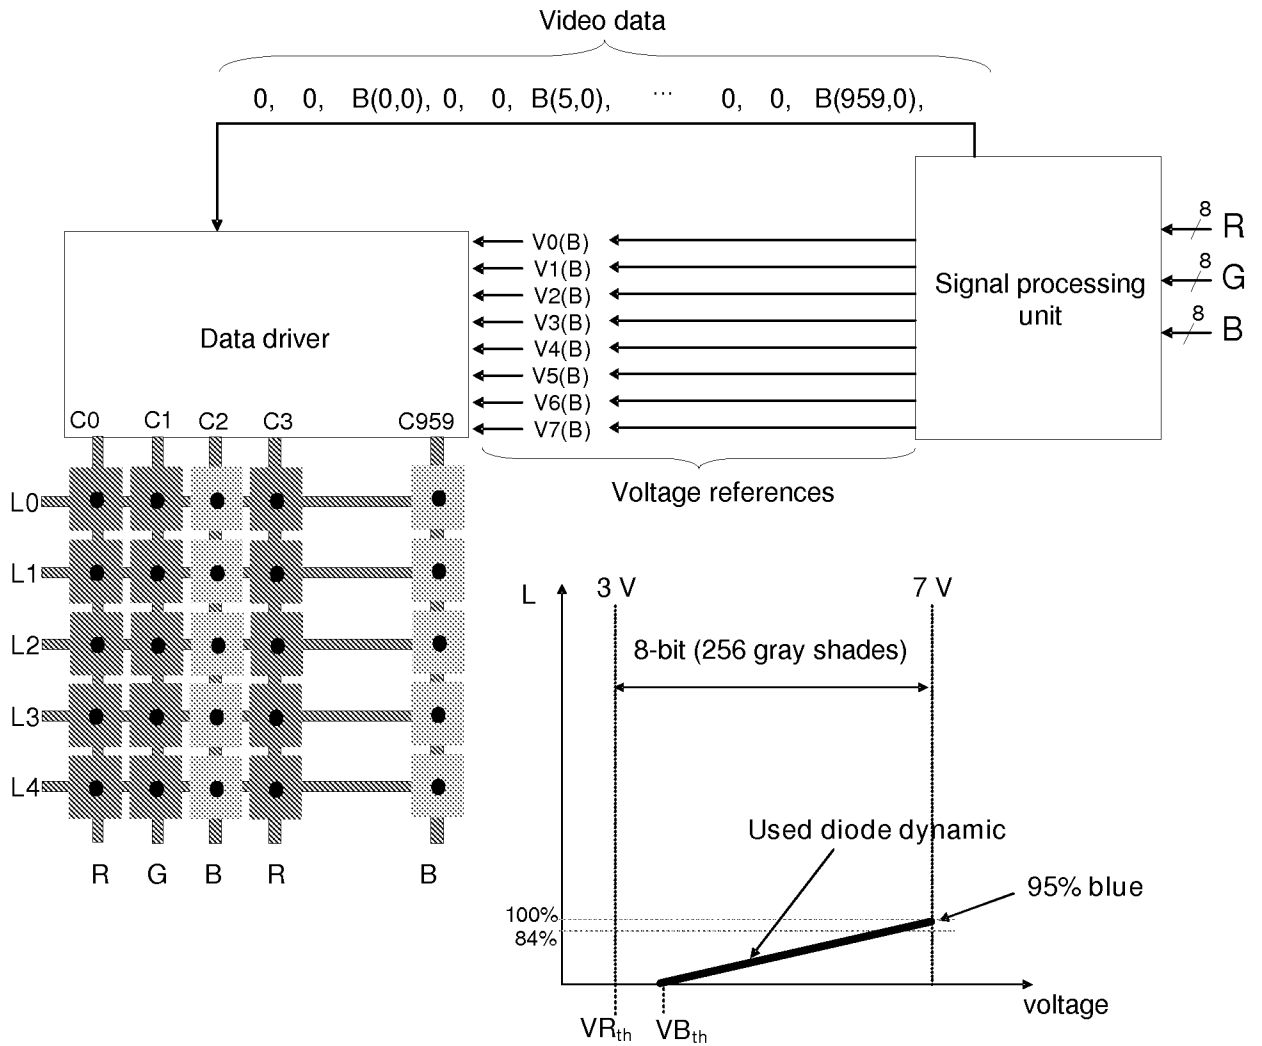 Video data
0, 0, B(0,0), 0, 0, B(5,0), ... 0, 0, B(959,0),
8 R
8 G
8 B
Signal processing
unit
V0(B)
V1(B)
V2(B)
V3(B)
V4(B)
V5(B)
V6(B)
V7(B)
Voltage references
Data driver
C0 C1 C2 C3 C959
L0
L1
L2
L3
L4
R G B R B
L 3 V 7 V
8-bit (256 gray shades)
Used diode dynamic
95% blue
100%
84%
voltage
VRth VBth